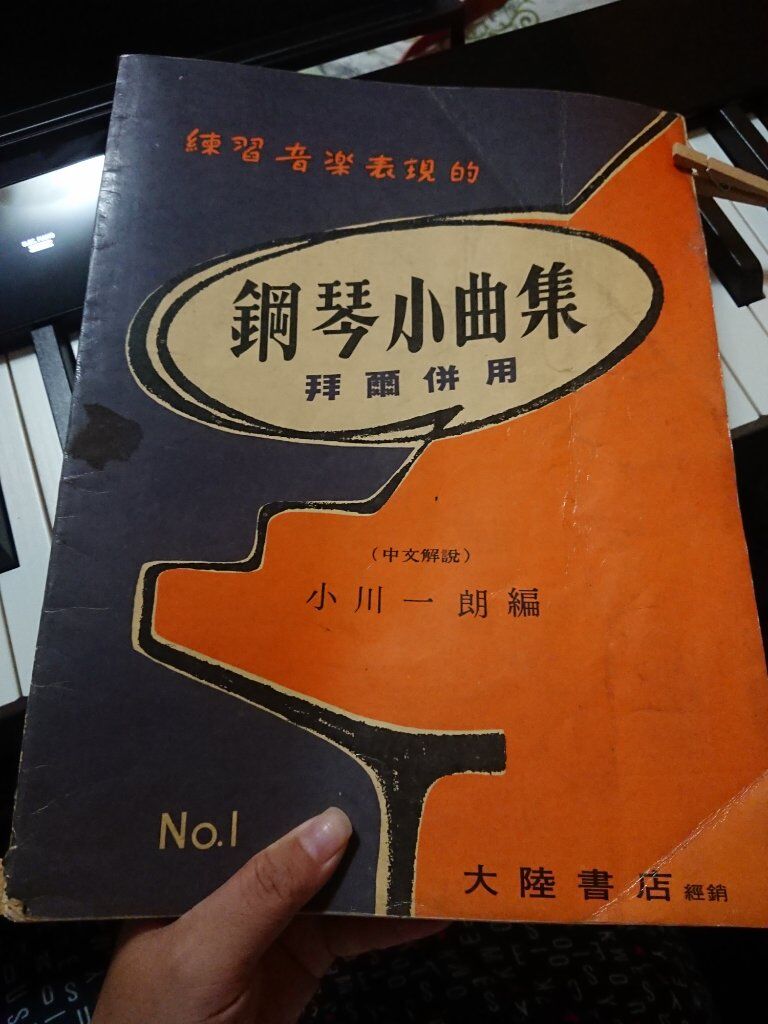 練習音楽表現的
鋼琴小曲集
拜爾併用
（中文解說）
小川一朗編
No.1
大陸書店 經銷